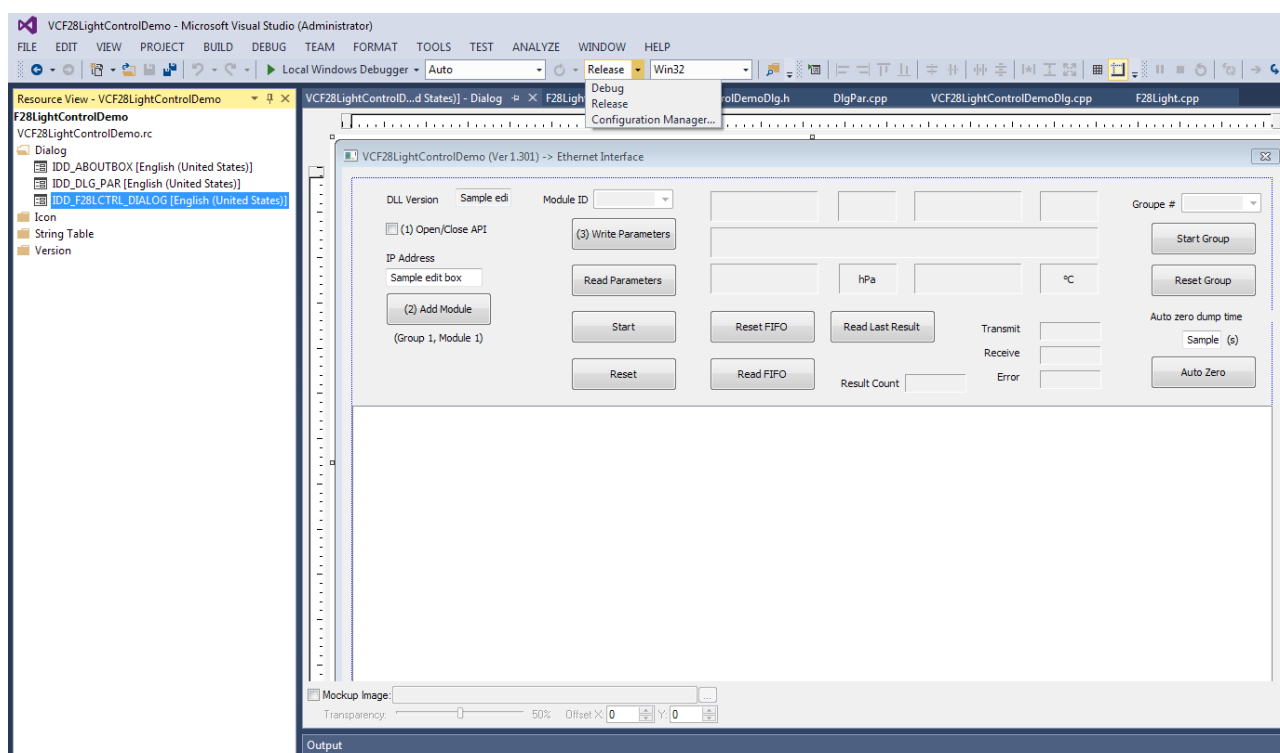 VCF28LightControlDemo - Microsoft Visual Studio (Administrator)
FILE EDIT VIEW PROJECT BUILD DEBUG TEAM FORMAT TOOLS TEST ANALYZE WINDOW HELP
Local Windows Debugger Auto Release Win32
Debug
Release
Configuration Manager...
Resource View - VCF28LightControlDemo
VCF28LightControlD...d States)] - Dialog F28Ligh rolDemoDlg.h DlgPar.cpp VCF28LightControlDemoDlg.cpp F28Light.cpp
F28LightControlDemo
VCF28LightControlDemo.rc
Dialog
IDD_ABOUTBOX [English (United States)]
IDD_DLG_PAR [English (United States)]
IDD_F28LCTRL_DIALOG [English (United States)]
Icon
String Table
Version
VCF28LightControlDemo (Ver 1.301) -> Ethernet Interface
DLL Version Sample edi Module ID Groupe #
(1) Open/Close API (3) Write Parameters Start Group
IP Address
Sample edit box Read Parameters hPa ºC Reset Group
(2) Add Module Auto zero dump time
(Group 1, Module 1) Start Reset FIFO Read Last Result Transmit Sample (s)
Receive
Reset Read FIFO Result Count Error Auto Zero
Mockup Image: ...
Transparency: 50% Offset X: 0 Y: 0
Output